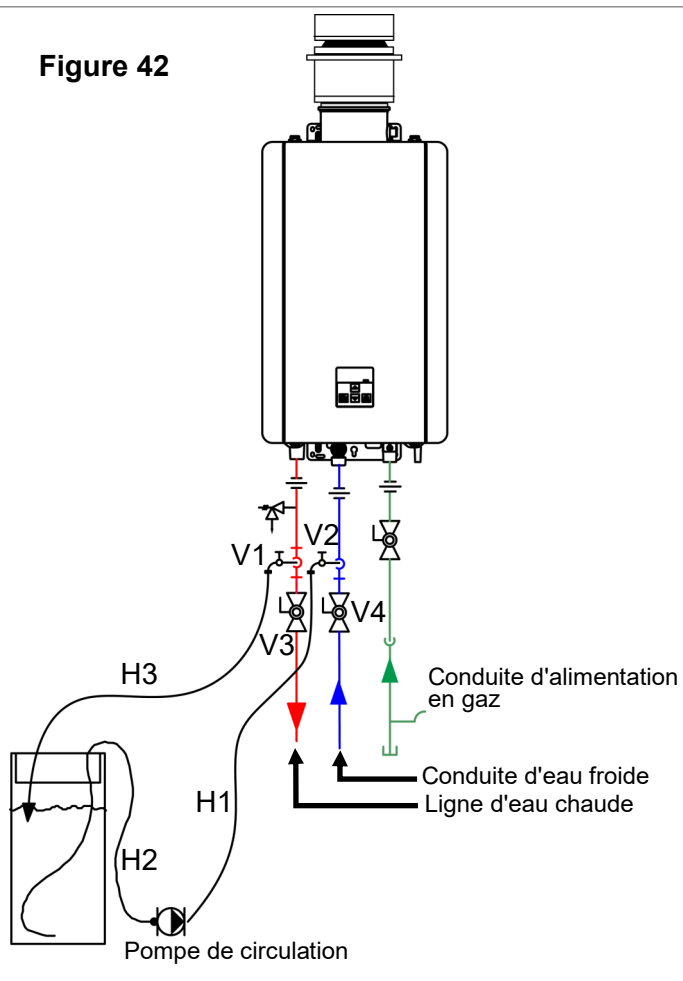 Figure 42
V1
V2
V3
V4
H3
Conduite d'alimentation
en gaz
H1
Conduite d'eau froide
Ligne d'eau chaude
H2
Pompe de circulation